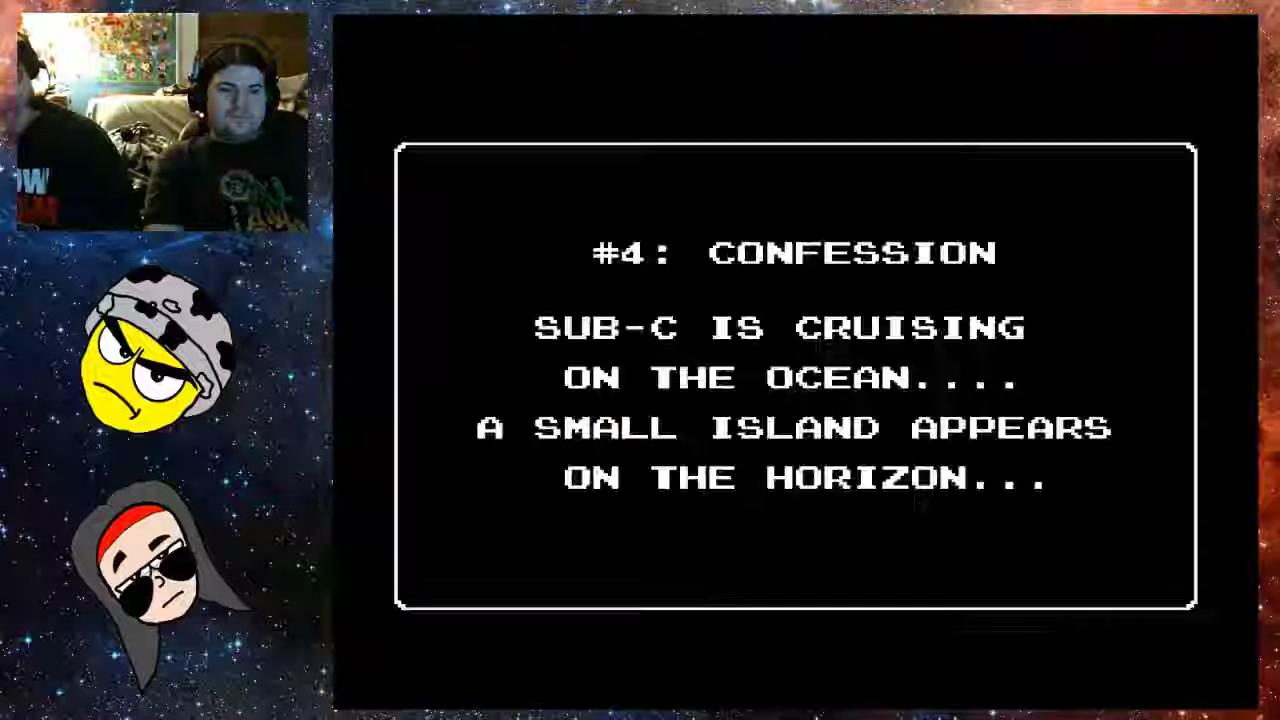 #4: CONFESSION
SUB-C IS CRUISING
ON THE OCEAN....
A SMALL ISLAND APPEARS
ON THE HORIZON...